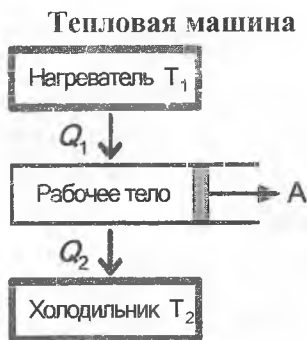 Тепловая машина
Нагреватель T₁
Q₁
Рабочее тело
A
Q₂
Холодильник T₂